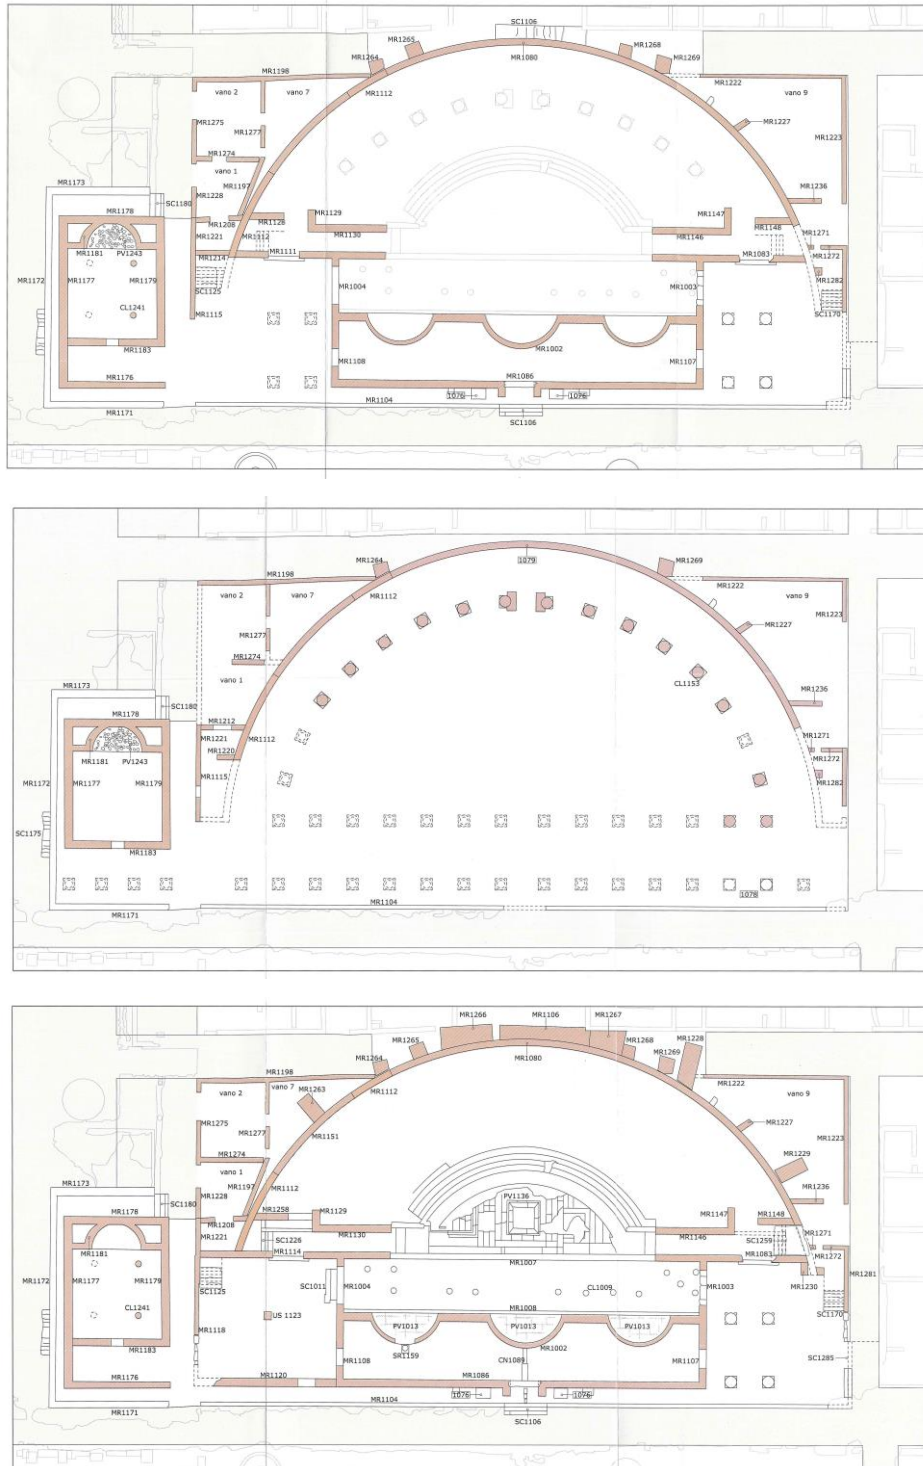 SC1106
MR1265
MR1268
MR1080
MR1264
MR1269
MR1198
MR1222
vano 2
vano 7
MR1112
vano 9
MR1275
MR1277
MR1227
MR1223
MR1274
vano 1
MR1173
MR1197
MR1228
MR1236
SC1180
MR1178
MR1208
MR1126
MR1129
MR1147
MR1148
MR1221
MR1112
MR1130
MR1146
MR1271
MR1181
PV1243
MR1214
MR1111
MR1083
MR1272
MR1172
MR1177
MR1179
MR1004
MR1003
MR1282
SC1125
CL1241
MR1115
SC1170
MR1183
MR1002
MR1108
MR1107
MR1176
MR1086
1076
1076
MR1104
MR1171
SC1106
1079
MR1264
MR1269
MR1198
MR1222
vano 2
vano 7
MR1112
vano 9
MR1223
MR1227
MR1277
MR1274
vano 1
CL1153
MR1173
MR1236
SC1180
MR1178
MR1212
MR1221
MR1112
MR1271
MR1220
MR1181
PV1243
MR1272
MR1172
MR1177
MR1179
MR1115
MR1282
SC1175
MR1183
1078
MR1104
MR1171
MR1266
MR1106
MR1267
MR1228
MR1265
MR1268
MR1264
MR1080
MR1269
MR1198
MR1222
vano 2
vano 7
MR1263
MR1112
vano 9
MR1275
MR1277
MR1151
MR1227
MR1223
MR1274
MR1229
vano 1
MR1112
MR1173
MR1197
MR1228
PV1136
MR1236
SC1180
MR1178
MR1258
MR1129
MR1147
MR1148
MR1208
MR1221
MR1130
MR1146
SC1259
MR1271
SC1226
MR1181
MR1114
MR1007
MR1083
MR1272
MR1172
MR1177
MR1179
SC1011
MR1004
CL1009
MR1003
MR1230
MR1281
SC1125
CL1241
US 1123
MR1008
SC1170
MR1118
PV1013
PV1013
PV1013
MR1183
SR1159
MR1002
MR1108
CN1089
MR1107
SC1285
MR1176
MR1120
MR1086
1076
1076
MR1104
MR1171
SC1106